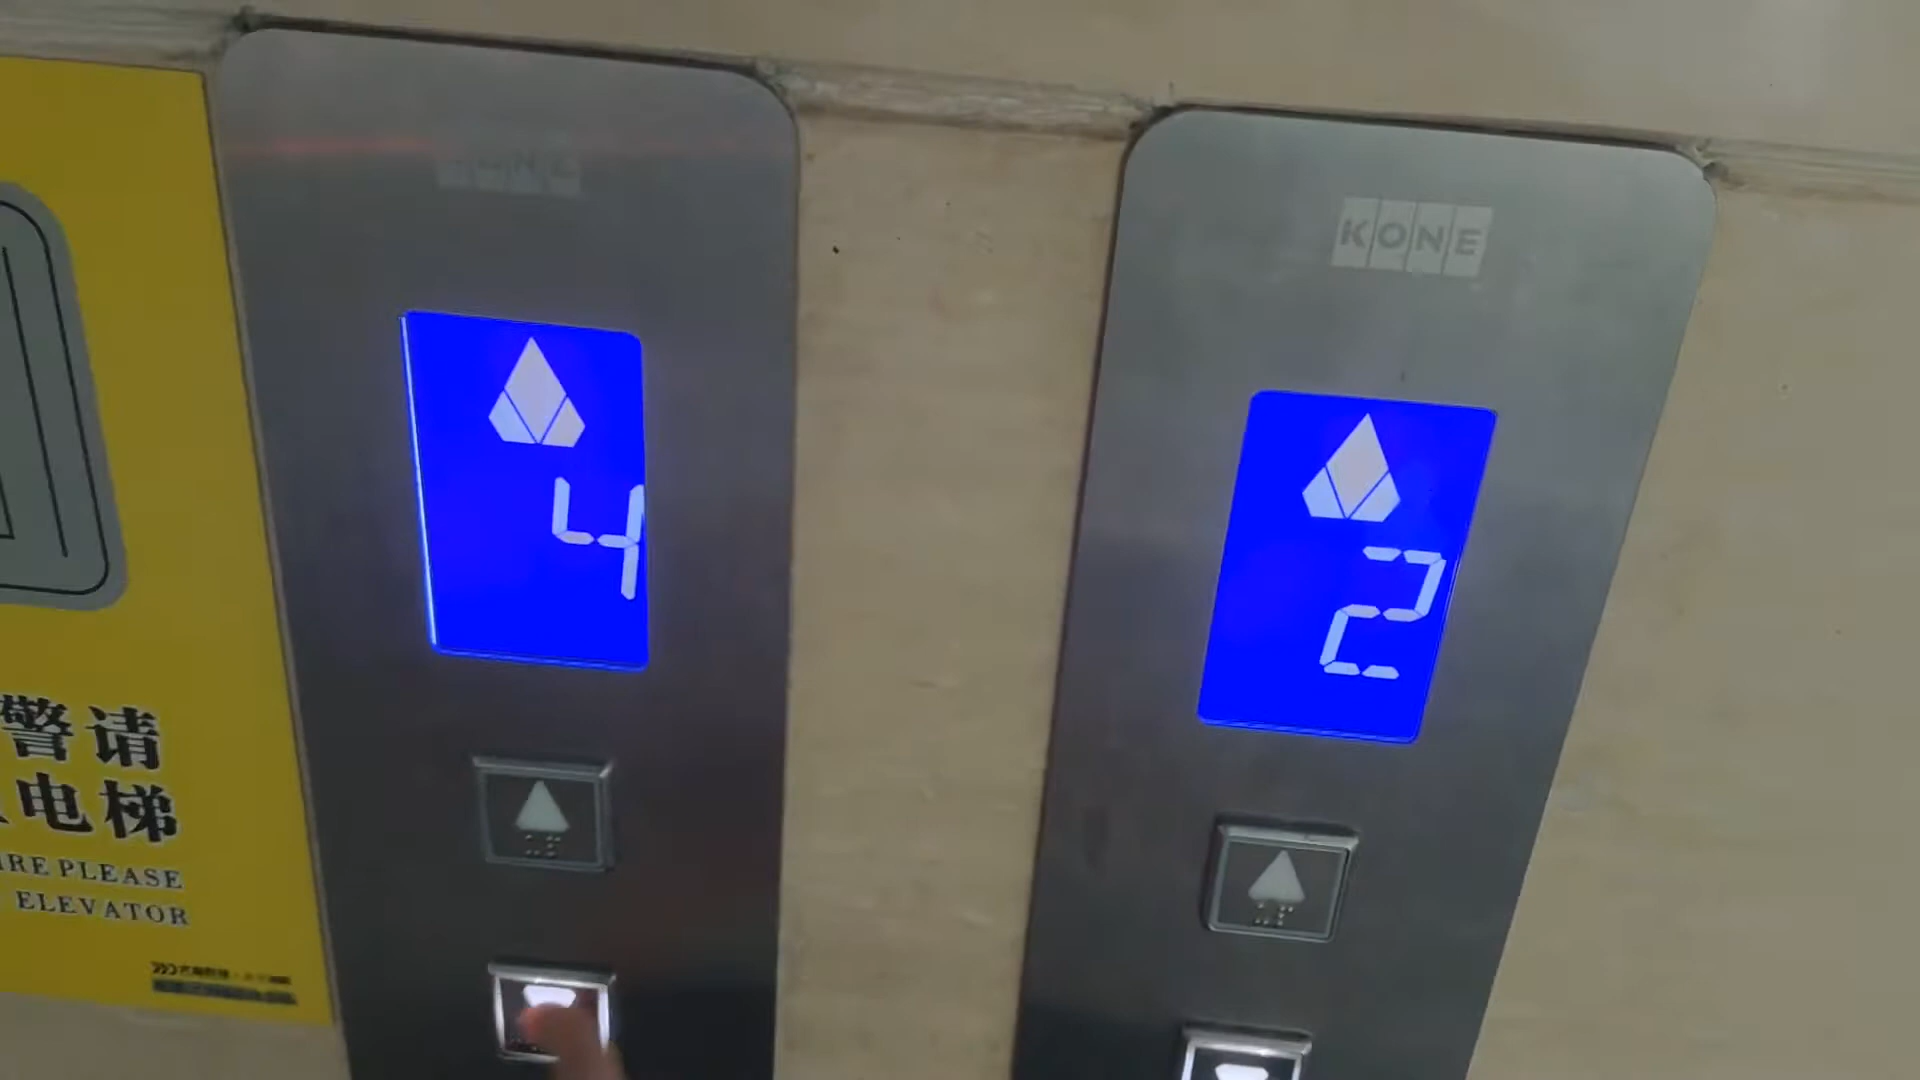 KONE
KONE
4
2
警请
电梯
IRE PLEASE
ELEVATOR